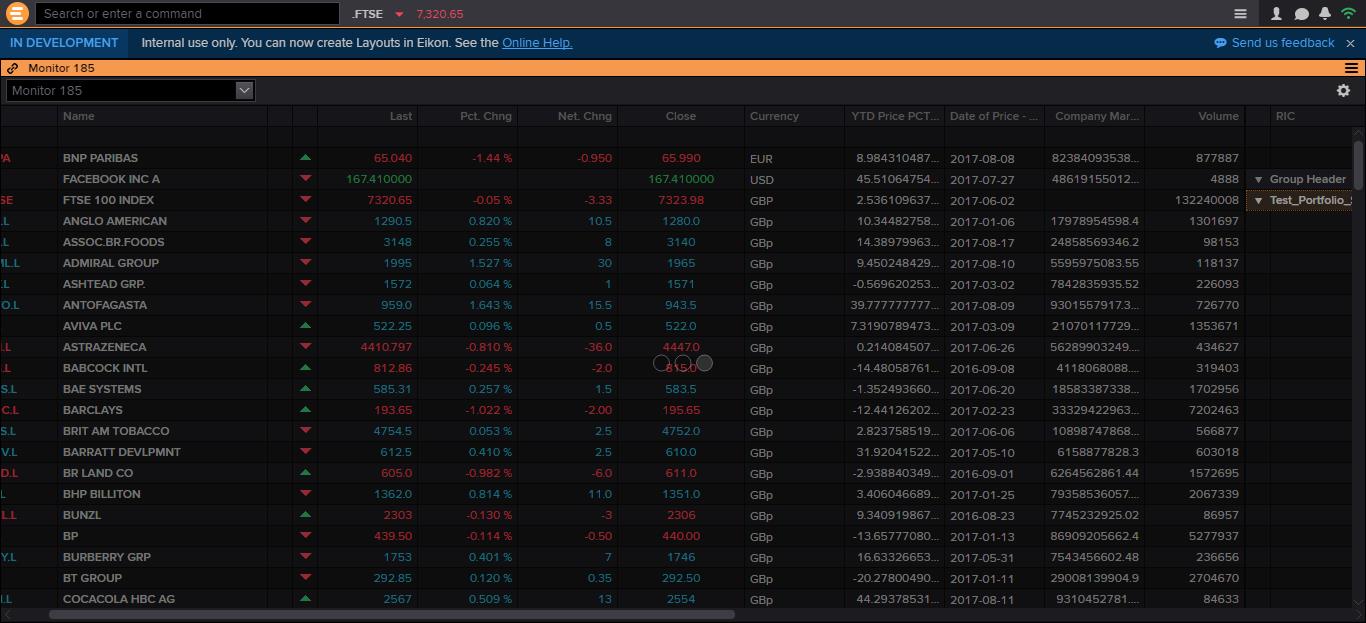 Search or enter a command .FTSE 7,320.65
IN DEVELOPMENT Internal use only. You can now create Layouts in Eikon. See the Online Help. Send us feedback
Monitor 185
Monitor 185
Name Last Pct. Chng Net. Chng Close Currency YTD Price PCT... Date of Price - ... Company Mar... Volume RIC
BNP PARIBAS 65.040 -1.44 % -0.950 65.990 EUR 8.984310487... 2017-08-08 82384093538... 877887
FACEBOOK INC A 167.410000 167.410000 USD 45.51064754... 2017-07-27 48619155012... 4888 Group Header
SE FTSE 100 INDEX 7320.65 -0.05 % -3.33 7323.98 GBP 2.536109637... 2017-06-02 132240008 Test_Portfolio_S
.L ANGLO AMERICAN 1290.5 0.820 % 10.5 1280.0 GBp 10.34482758... 2017-01-06 17978954598.4 1301697
.L ASSOC.BR.FOODS 3148 0.255 % 8 3140 GBp 14.38979963... 2017-08-17 24858569346.2 98153
ML.L ADMIRAL GROUP 1995 1.527 % 30 1965 GBp 9.450248429... 2017-08-10 5595975083.55 118137
.L ASHTEAD GRP. 1572 0.064 % 1 1571 GBp -0.569620253... 2017-03-02 7842835935.52 226093
O.L ANTOFAGASTA 959.0 1.643 % 15.5 943.5 GBp 39.777777777... 2017-08-09 9301557917.3... 726770
AVIVA PLC 522.25 0.096 % 0.5 522.0 GBp 7.3190789473... 2017-03-09 21070117729... 1353671
.L ASTRAZENECA 4410.797 -0.810 % -36.0 4447.0 GBp 0.214084507... 2017-06-26 56289903249.... 434627
.L BABCOCK INTL 812.86 -0.245 % -2.0 815.0 GBp -14.48058761... 2016-09-08 4118068088.... 319403
S.L BAE SYSTEMS 585.31 0.257 % 1.5 583.5 GBp -1.352493660... 2017-06-20 18583387338... 1702956
C.L BARCLAYS 193.65 -1.022 % -2.00 195.65 GBp -12.44126202... 2017-02-23 33329422963... 7202463
S.L BRIT AM TOBACCO 4754.5 0.053 % 2.5 4752.0 GBp 2.823758519... 2017-06-06 10898747868... 566877
V.L BARRATT DEVLPMNT 612.5 0.410 % 2.5 610.0 GBp 31.92041522... 2017-05-10 6158877828.3 603018
D.L BR LAND CO 605.0 -0.982 % -6.0 611.0 GBp -2.938840349... 2016-09-01 6264562861.44 1572695
L BHP BILLITON 1362.0 0.814 % 11.0 1351.0 GBp 3.406046689... 2017-01-25 79358536057.... 2067339
L.L BUNZL 2303 -0.130 % -3 2306 GBp 9.340919867... 2016-08-23 7745232925.02 86957
BP 439.50 -0.114 % -0.50 440.00 GBp -13.65777080... 2017-01-13 86909205662.4 5277937
Y.L BURBERRY GRP 1753 0.401 % 7 1746 GBp 16.63326653... 2017-05-31 7543456602.48 236656
BT GROUP 292.85 0.120 % 0.35 292.50 GBp -20.27800490... 2017-01-11 29008139904.9 2704670
.L COCACOLA HBC AG 2567 0.509 % 13 2554 GBp 44.29378531... 2017-08-11 9310452781.... 84633